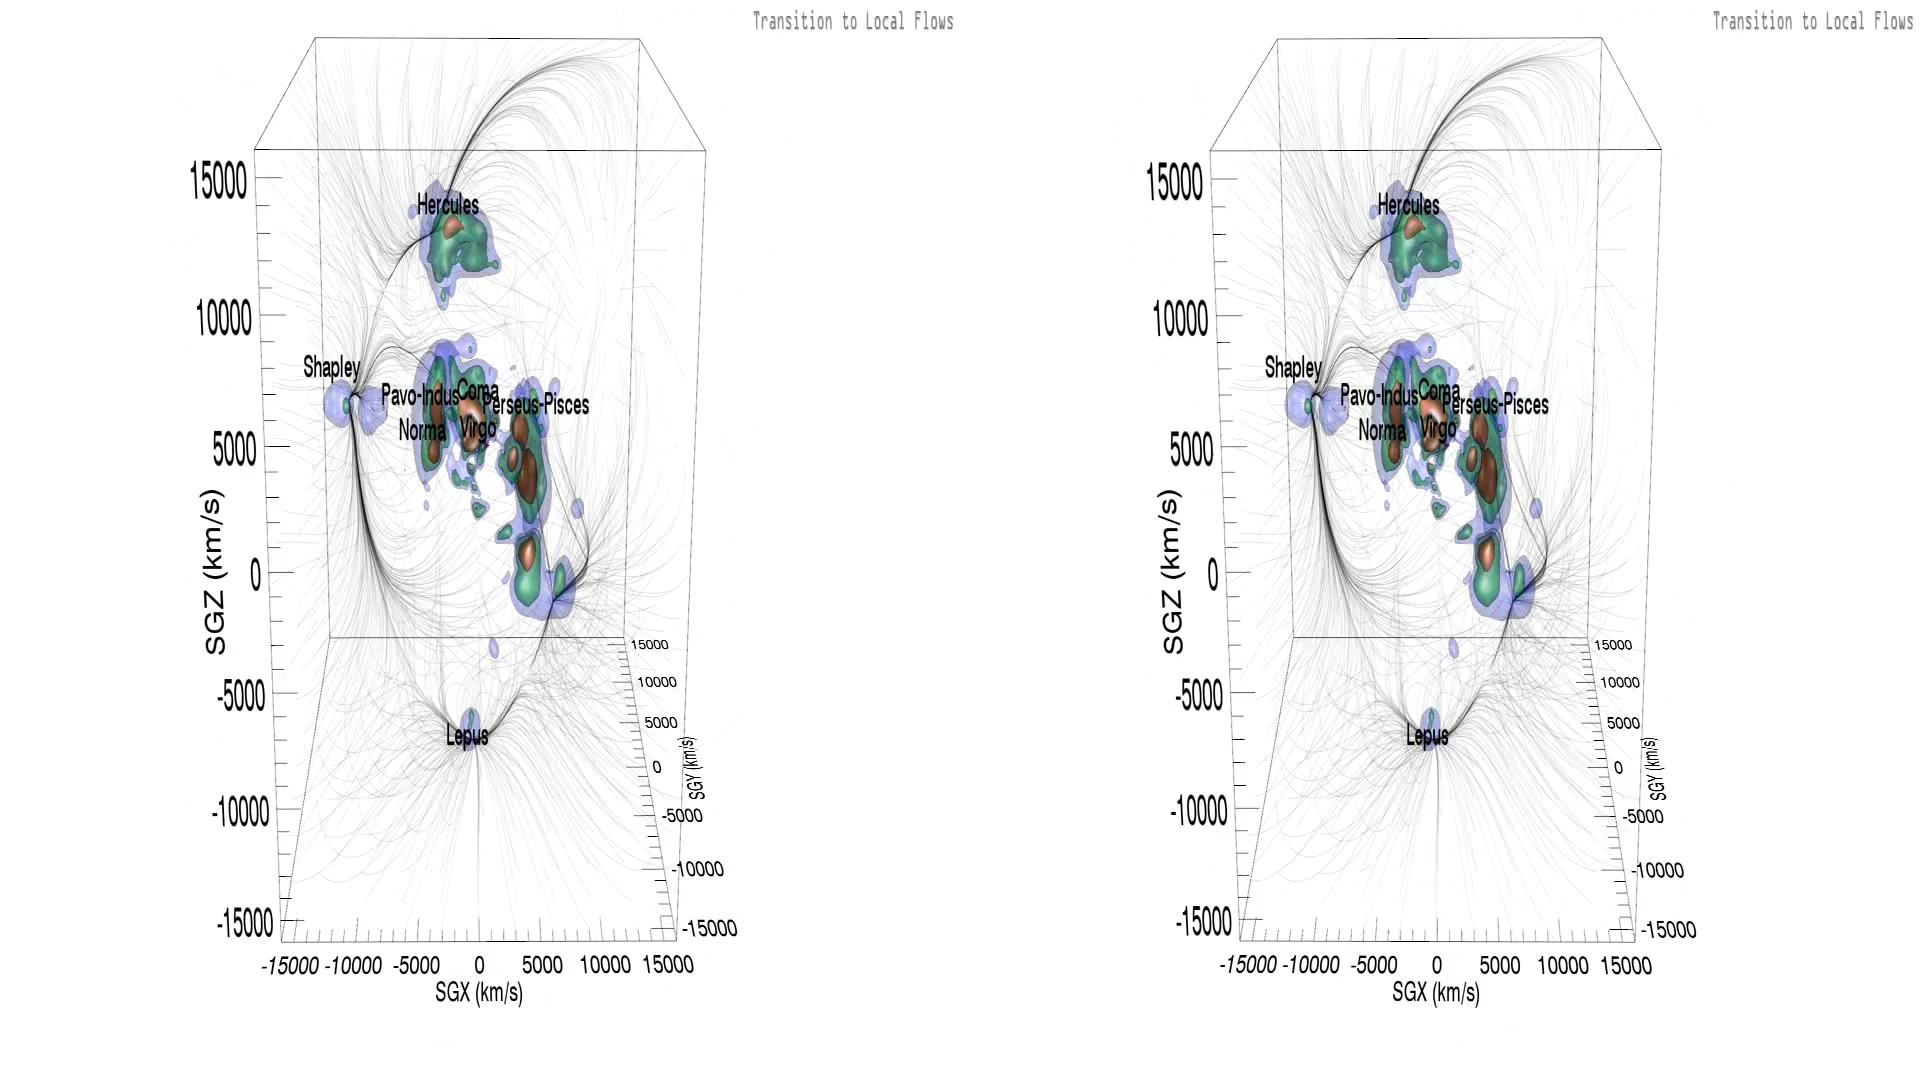 Transition to Local Flows
15000
10000
5000
0
-5000
-10000
-15000
SGZ (km/s)
Hercules
Shapley
Pavo-Indus
Coma
Perseus-Pisces
Norma
Virgo
Lepus
15000
10000
5000
0
-5000
-10000
-15000
SGY (km/s)
-15000 -10000 -5000 0 5000 10000 15000
SGX (km/s)
Transition to Local Flows
15000
10000
5000
0
-5000
-10000
-15000
SGZ (km/s)
Hercules
Shapley
Pavo-Indus
Coma
Perseus-Pisces
Norma
Virgo
Lepus
15000
10000
5000
0
-5000
-10000
-15000
SGY (km/s)
-15000 -10000 -5000 0 5000 10000 15000
SGX (km/s)